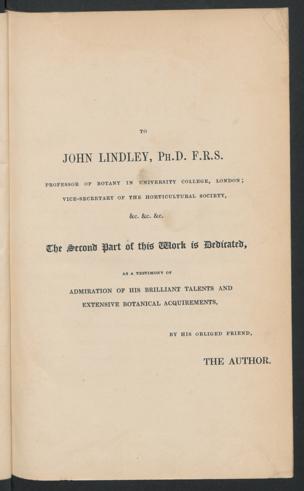 TO
JOHN LINDLEY, PH.D. F.R.S.
PROFESSOR OF BOTANY IN UNIVERSITY COLLEGE, LONDON;
VICE-SECRETARY OF THE HORTICULTURAL SOCIETY,
&c. &c. &c.
The Second Part of this Work is Dedicated,
AS A TESTIMONY OF
ADMIRATION OF HIS BRILLIANT TALENTS AND
EXTENSIVE BOTANICAL ACQUIREMENTS,
BY HIS OBLIGED FRIEND,
THE AUTHOR.